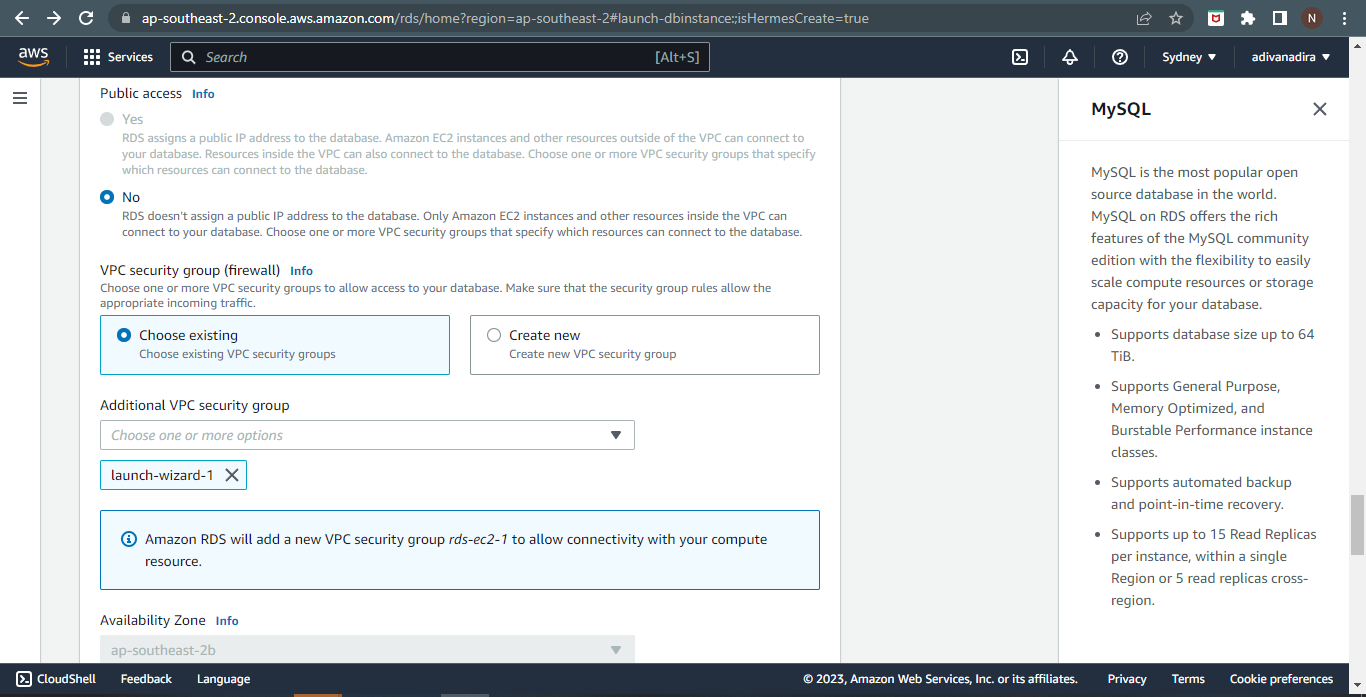 ap-southeast-2.console.aws.amazon.com/rds/home?region=ap-southeast-2#launch-dbinstance;isHermesCreate=true
N
aws
Services
Search
[Alt+S]
Sydney
adivanadira
Public access Info
Yes
RDS assigns a public IP address to the database. Amazon EC2 instances and other resources outside of the VPC can connect to
your database. Resources inside the VPC can also connect to the database. Choose one or more VPC security groups that specify
which resources can connect to the database.
No
RDS doesn't assign a public IP address to the database. Only Amazon EC2 instances and other resources inside the VPC can
connect to your database. Choose one or more VPC security groups that specify which resources can connect to the database.
VPC security group (firewall) Info
Choose one or more VPC security groups to allow access to your database. Make sure that the security group rules allow the
appropriate incoming traffic.
Choose existing
Choose existing VPC security groups
Create new
Create new VPC security group
Additional VPC security group
Choose one or more options
launch-wizard-1
Amazon RDS will add a new VPC security group rds-ec2-1 to allow connectivity with your compute
resource.
Availability Zone Info
ap-southeast-2b
MySQL
MySQL is the most popular open
source database in the world.
MySQL on RDS offers the rich
features of the MySQL community
edition with the flexibility to easily
scale compute resources or storage
capacity for your database.
• Supports database size up to 64
TiB.
• Supports General Purpose,
Memory Optimized, and
Burstable Performance instance
classes.
• Supports automated backup
and point-in-time recovery.
• Supports up to 15 Read Replicas
per instance, within a single
Region or 5 read replicas cross-
region.
CloudShell
Feedback
Language
© 2023, Amazon Web Services, Inc. or its affiliates.
Privacy
Terms
Cookie preferences